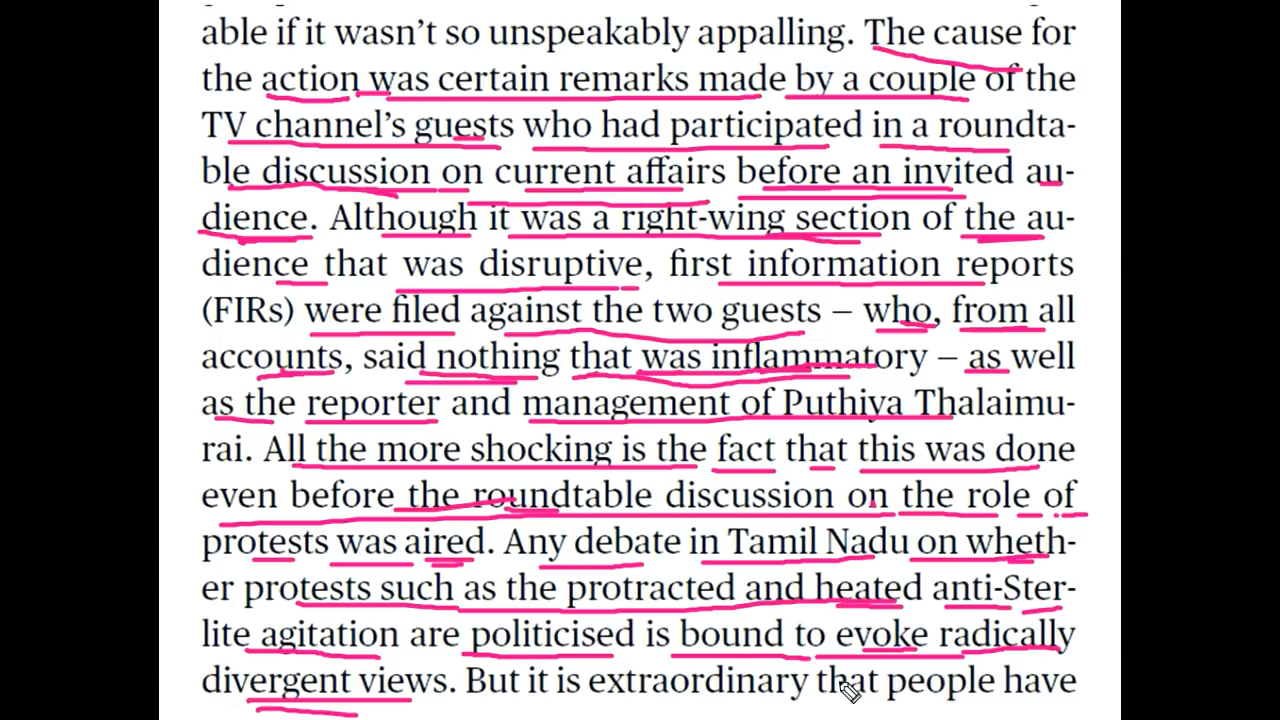 able if it wasn’t so unspeakably appalling. The cause for
the action was certain remarks made by a couple of the
TV channel’s guests who had participated in a roundta-
ble discussion on current affairs before an invited au-
dience. Although it was a right-wing section of the au-
dience that was disruptive, first information reports
(FIRs) were filed against the two guests – who, from all
accounts, said nothing that was inflammatory – as well
as the reporter and management of Puthiya Thalaimu-
rai. All the more shocking is the fact that this was done
even before the roundtable discussion on the role of
protests was aired. Any debate in Tamil Nadu on wheth-
er protests such as the protracted and heated anti-Ster-
lite agitation are politicised is bound to evoke radically
divergent views. But it is extraordinary that people have